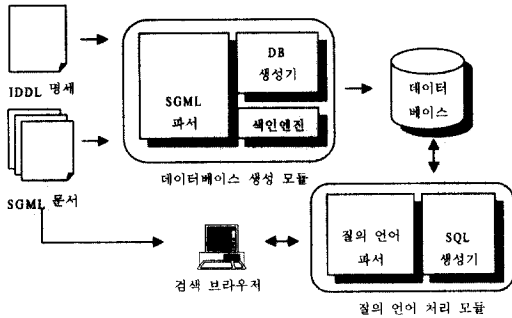 IDDL 명세
SGML 문서
SGML
파서
DB
생성기
색인엔진
데이터베이스 생성 모듈
데이터
베이스
검색 브라우저
질의 언어
파서
SQL
생성기
질의 언어 처리 모듈